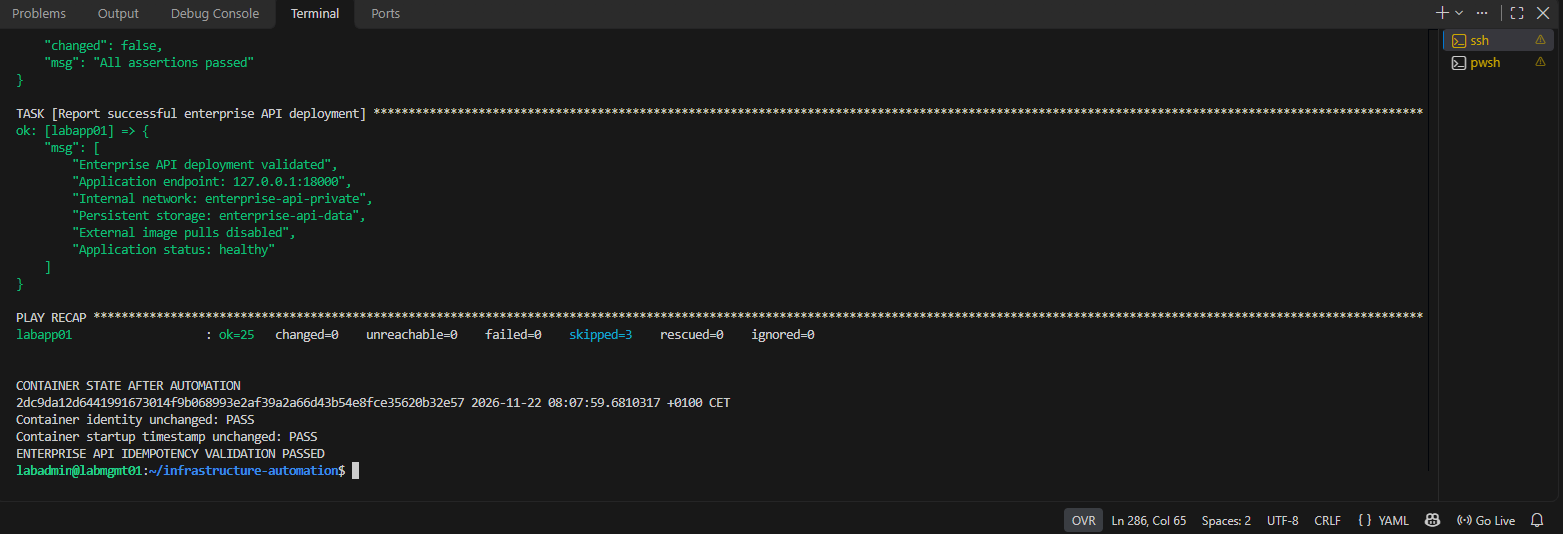 Problems Output Debug Console Terminal Ports
ssh
pwsh
    "changed": false,
    "msg": "All assertions passed"
}
TASK [Report successful enterprise API deployment] ******************************************************************************************************************************************************
ok: [labapp01] => {
    "msg": [
        "Enterprise API deployment validated",
        "Application endpoint: 127.0.0.1:18000",
        "Internal network: enterprise-api-private",
        "Persistent storage: enterprise-api-data",
        "External image pulls disabled",
        "Application status: healthy"
    ]
}
PLAY RECAP **********************************************************************************************************************************************************************************************
labapp01                   : ok=25   changed=0    unreachable=0    failed=0    skipped=3    rescued=0    ignored=0
CONTAINER STATE AFTER AUTOMATION
2dc9da12d6441991673014f9b068993e2af39a2a66d43b54e8fce35620b32e57 2026-11-22 08:07:59.6810317 +0100 CET
Container identity unchanged: PASS
Container startup timestamp unchanged: PASS
ENTERPRISE API IDEMPOTENCY VALIDATION PASSED
labadmin@labmgmt01:~/infrastructure-automation$
OVR Ln 286, Col 65 Spaces: 2 UTF-8 CRLF { } YAML Go Live